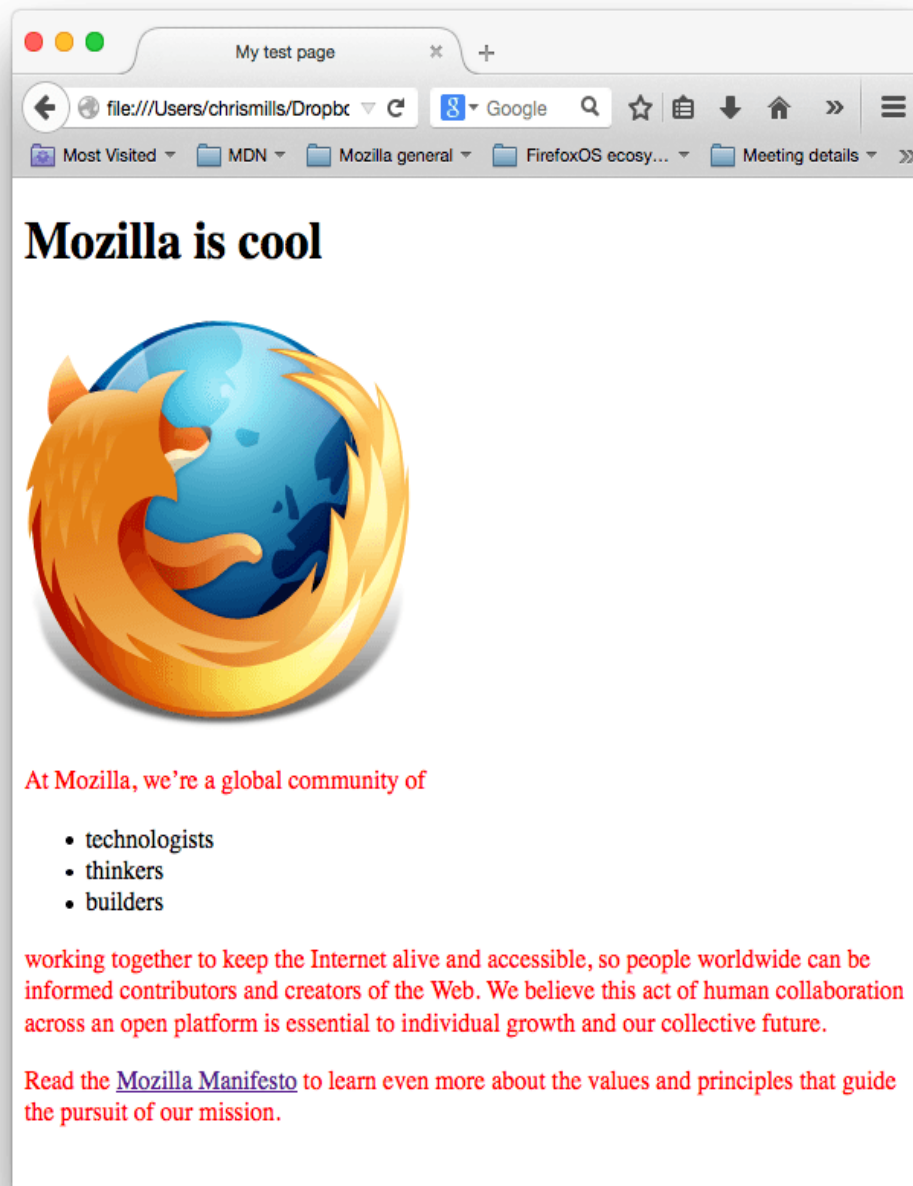 My test page
file:///Users/chrismills/Dropbo
8 Google
Most Visited MDN Mozilla general FirefoxOS ecosy... Meeting details
Mozilla is cool
At Mozilla, we’re a global community of
• technologists
• thinkers
• builders
working together to keep the Internet alive and accessible, so people worldwide can be
informed contributors and creators of the Web. We believe this act of human collaboration
across an open platform is essential to individual growth and our collective future.
Read the Mozilla Manifesto to learn even more about the values and principles that guide
the pursuit of our mission.